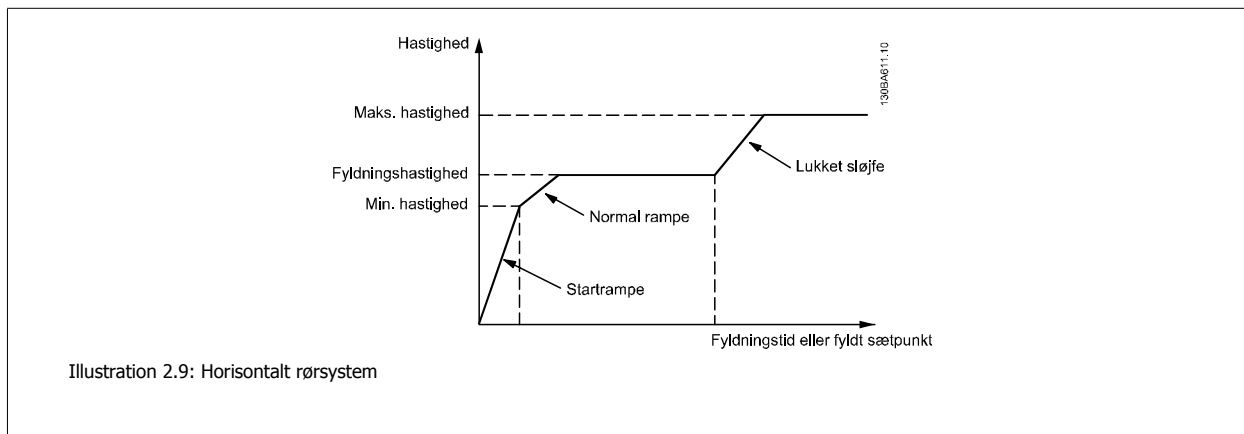 Hastighed
130BA611.10
Maks. hastighed
Lukket sløjfe
Fyldningshastighed
Min. hastighed
Normal rampe
Startrampe
Fyldningstid eller fyldt sætpunkt
Illustration 2.9: Horisontalt rørsystem